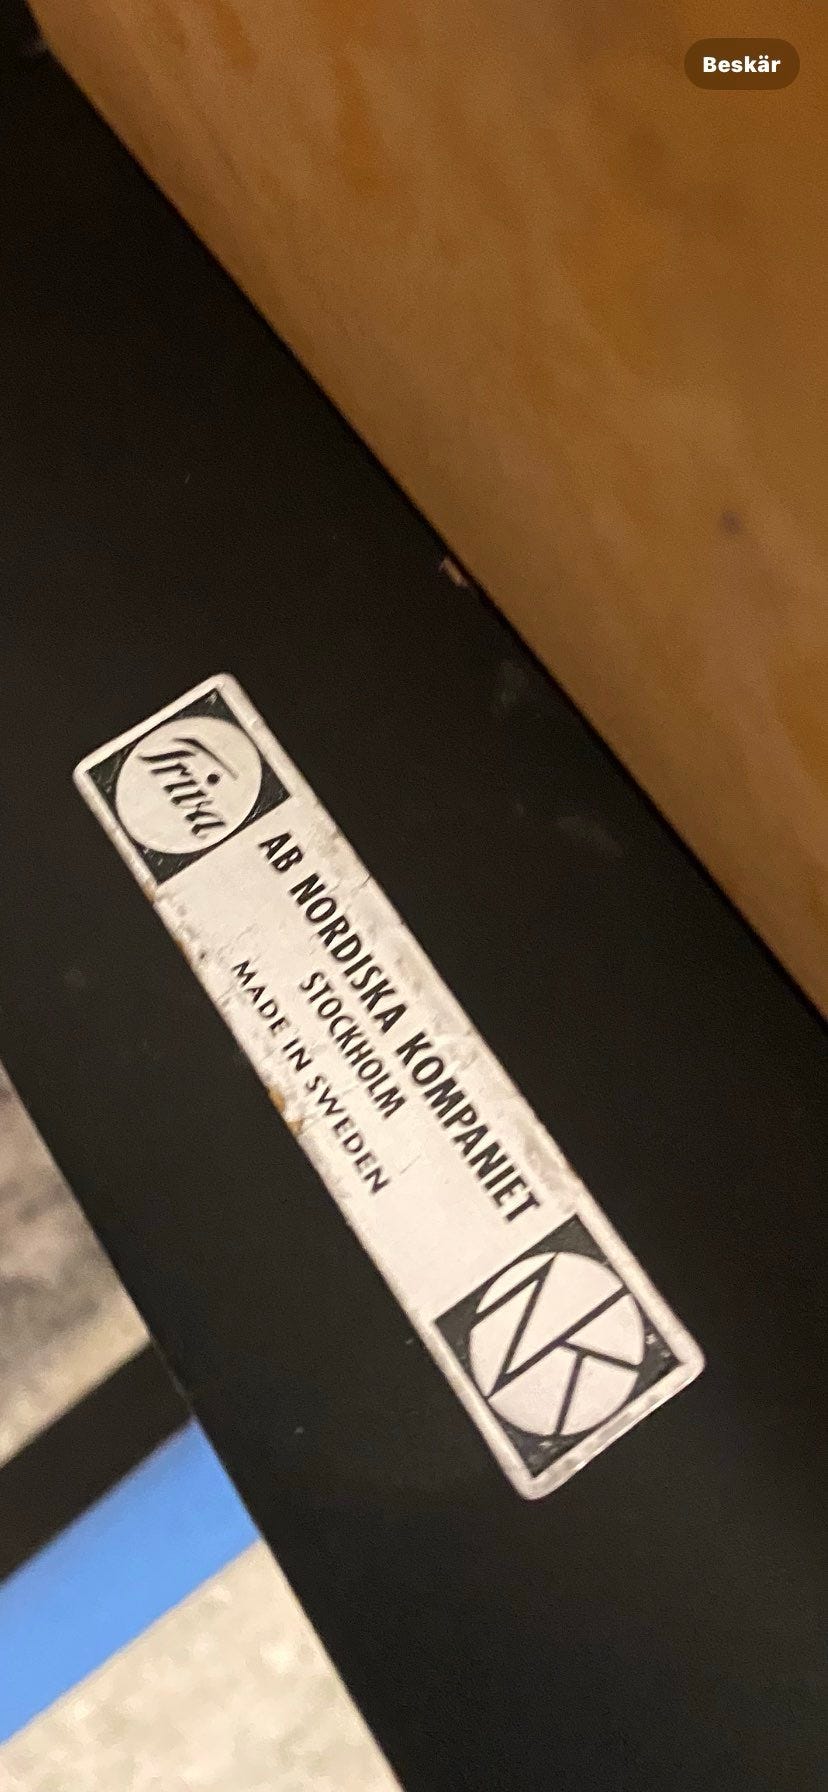 Beskär
Triva
AB NORDISKA KOMPANIET
STOCKHOLM
MADE IN SWEDEN
NK